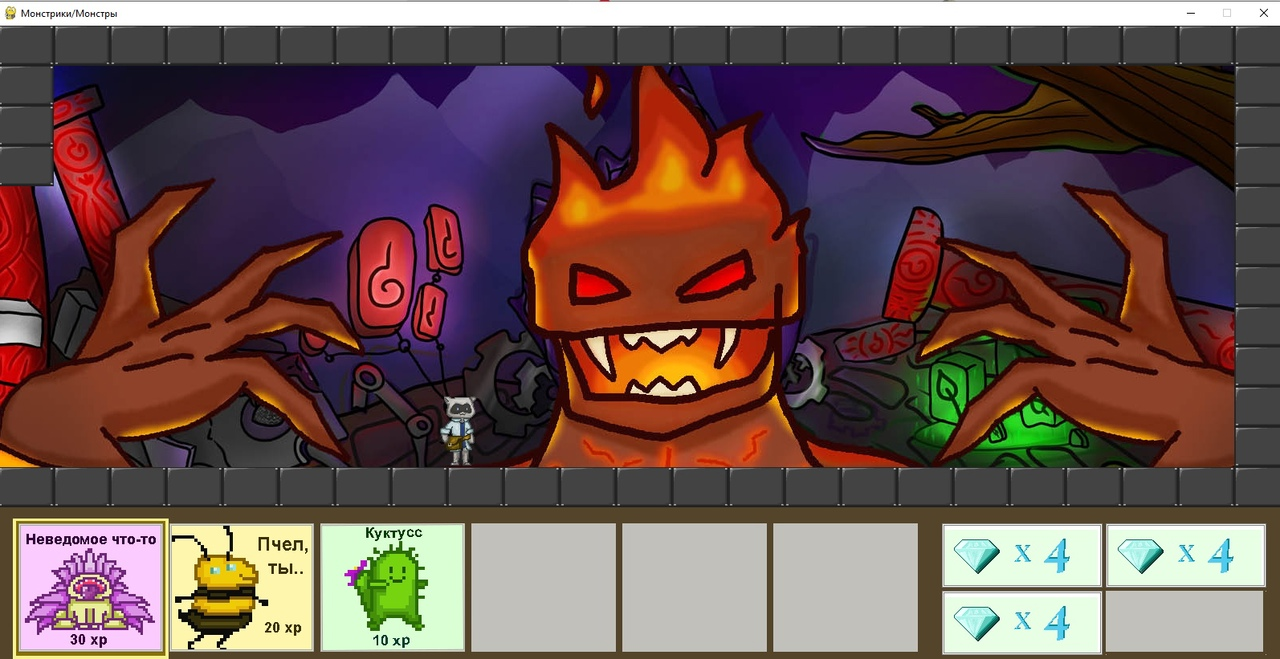 Монстрики/Монстры
Неведомое что-то
30 хр
Пчел,
ты..
20 хр
Куктусс
10 хр
x 4
x 4
x 4